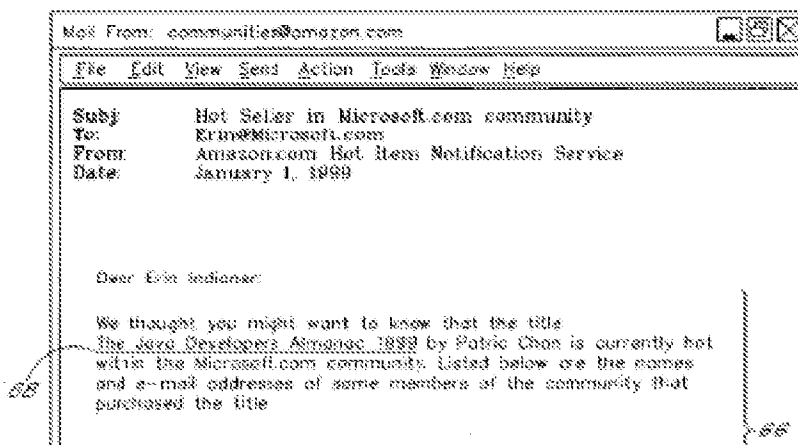 Mail From: communities@amazon.com
File Edit View Send Action Tools Window Help
Subj: Hot Seller in Microsoft.com community
To: Erin@Microsoft.com
From: Amazon.com Hot Item Notification Service
Date: January 1, 1999
Dear Erin
We thought you might want to know that the title
The Java Developers Almanac 1999 by Patric Chan is currently hot
within the Microsoft.com community. Listed below are the names
and e-mail addresses of some members of the community that
purchased the title
68
66